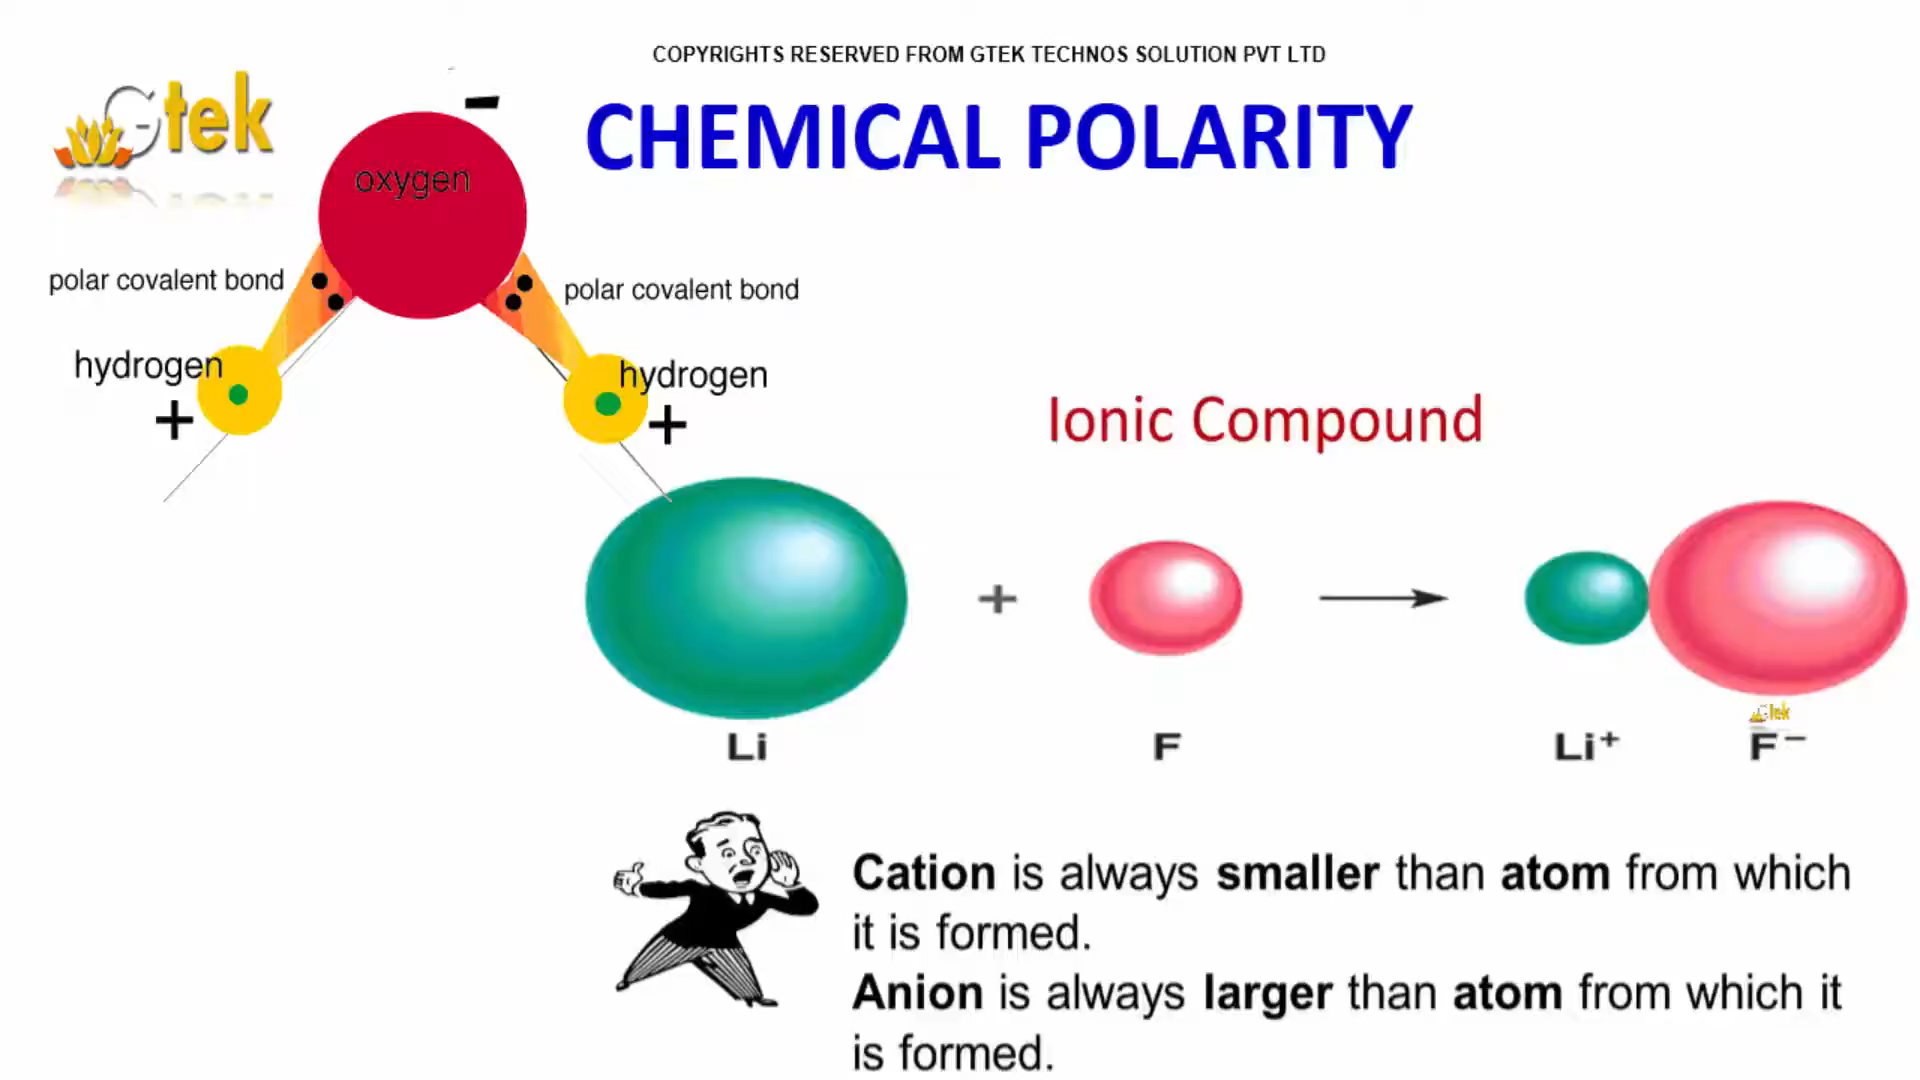 COPYRIGHTS RESERVED FROM GTEK TECHNOS SOLUTION PVT LTD
Gtek
CHEMICAL POLARITY
-
oxygen
polar covalent bond
polar covalent bond
hydrogen
hydrogen
+
+
Ionic Compound
+
Gtek
Li
F
Li⁺
F⁻
Cation is always smaller than atom from which
it is formed.
Anion is always larger than atom from which it
is formed.